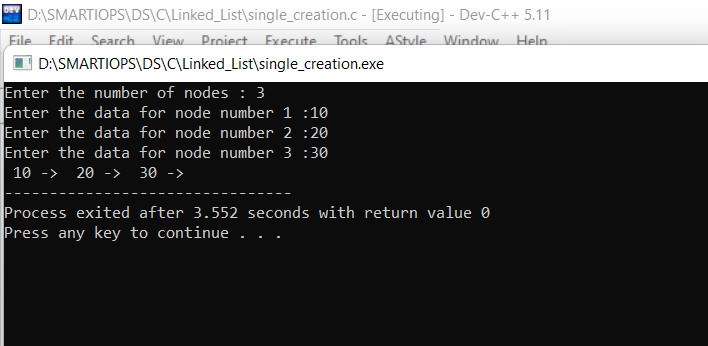 DEV
D:\SMARTIOPS\DS\C\Linked_List\single_creation.c - [Executing] - Dev-C++ 5.11
File Edit Search View Project Execute Tools AStyle Window Help
D:\SMARTIOPS\DS\C\Linked_List\single_creation.exe
Enter the number of nodes : 3
Enter the data for node number 1 :10
Enter the data for node number 2 :20
Enter the data for node number 3 :30
 10 ->  20 ->  30 ->
--------------------------------
Process exited after 3.552 seconds with return value 0
Press any key to continue . . .